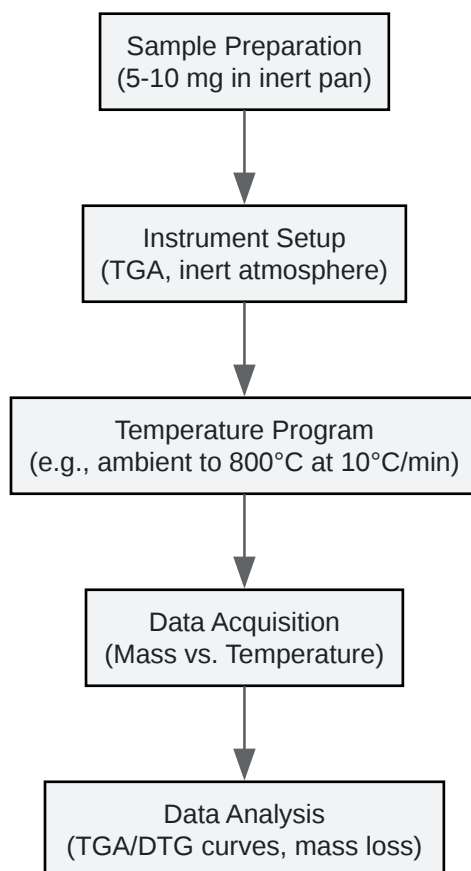 Sample Preparation
(5-10 mg in inert pan)
Instrument Setup
(TGA, inert atmosphere)
Temperature Program
(e.g., ambient to 800°C at 10°C/min)
Data Acquisition
(Mass vs. Temperature)
Data Analysis
(TGA/DTG curves, mass loss)